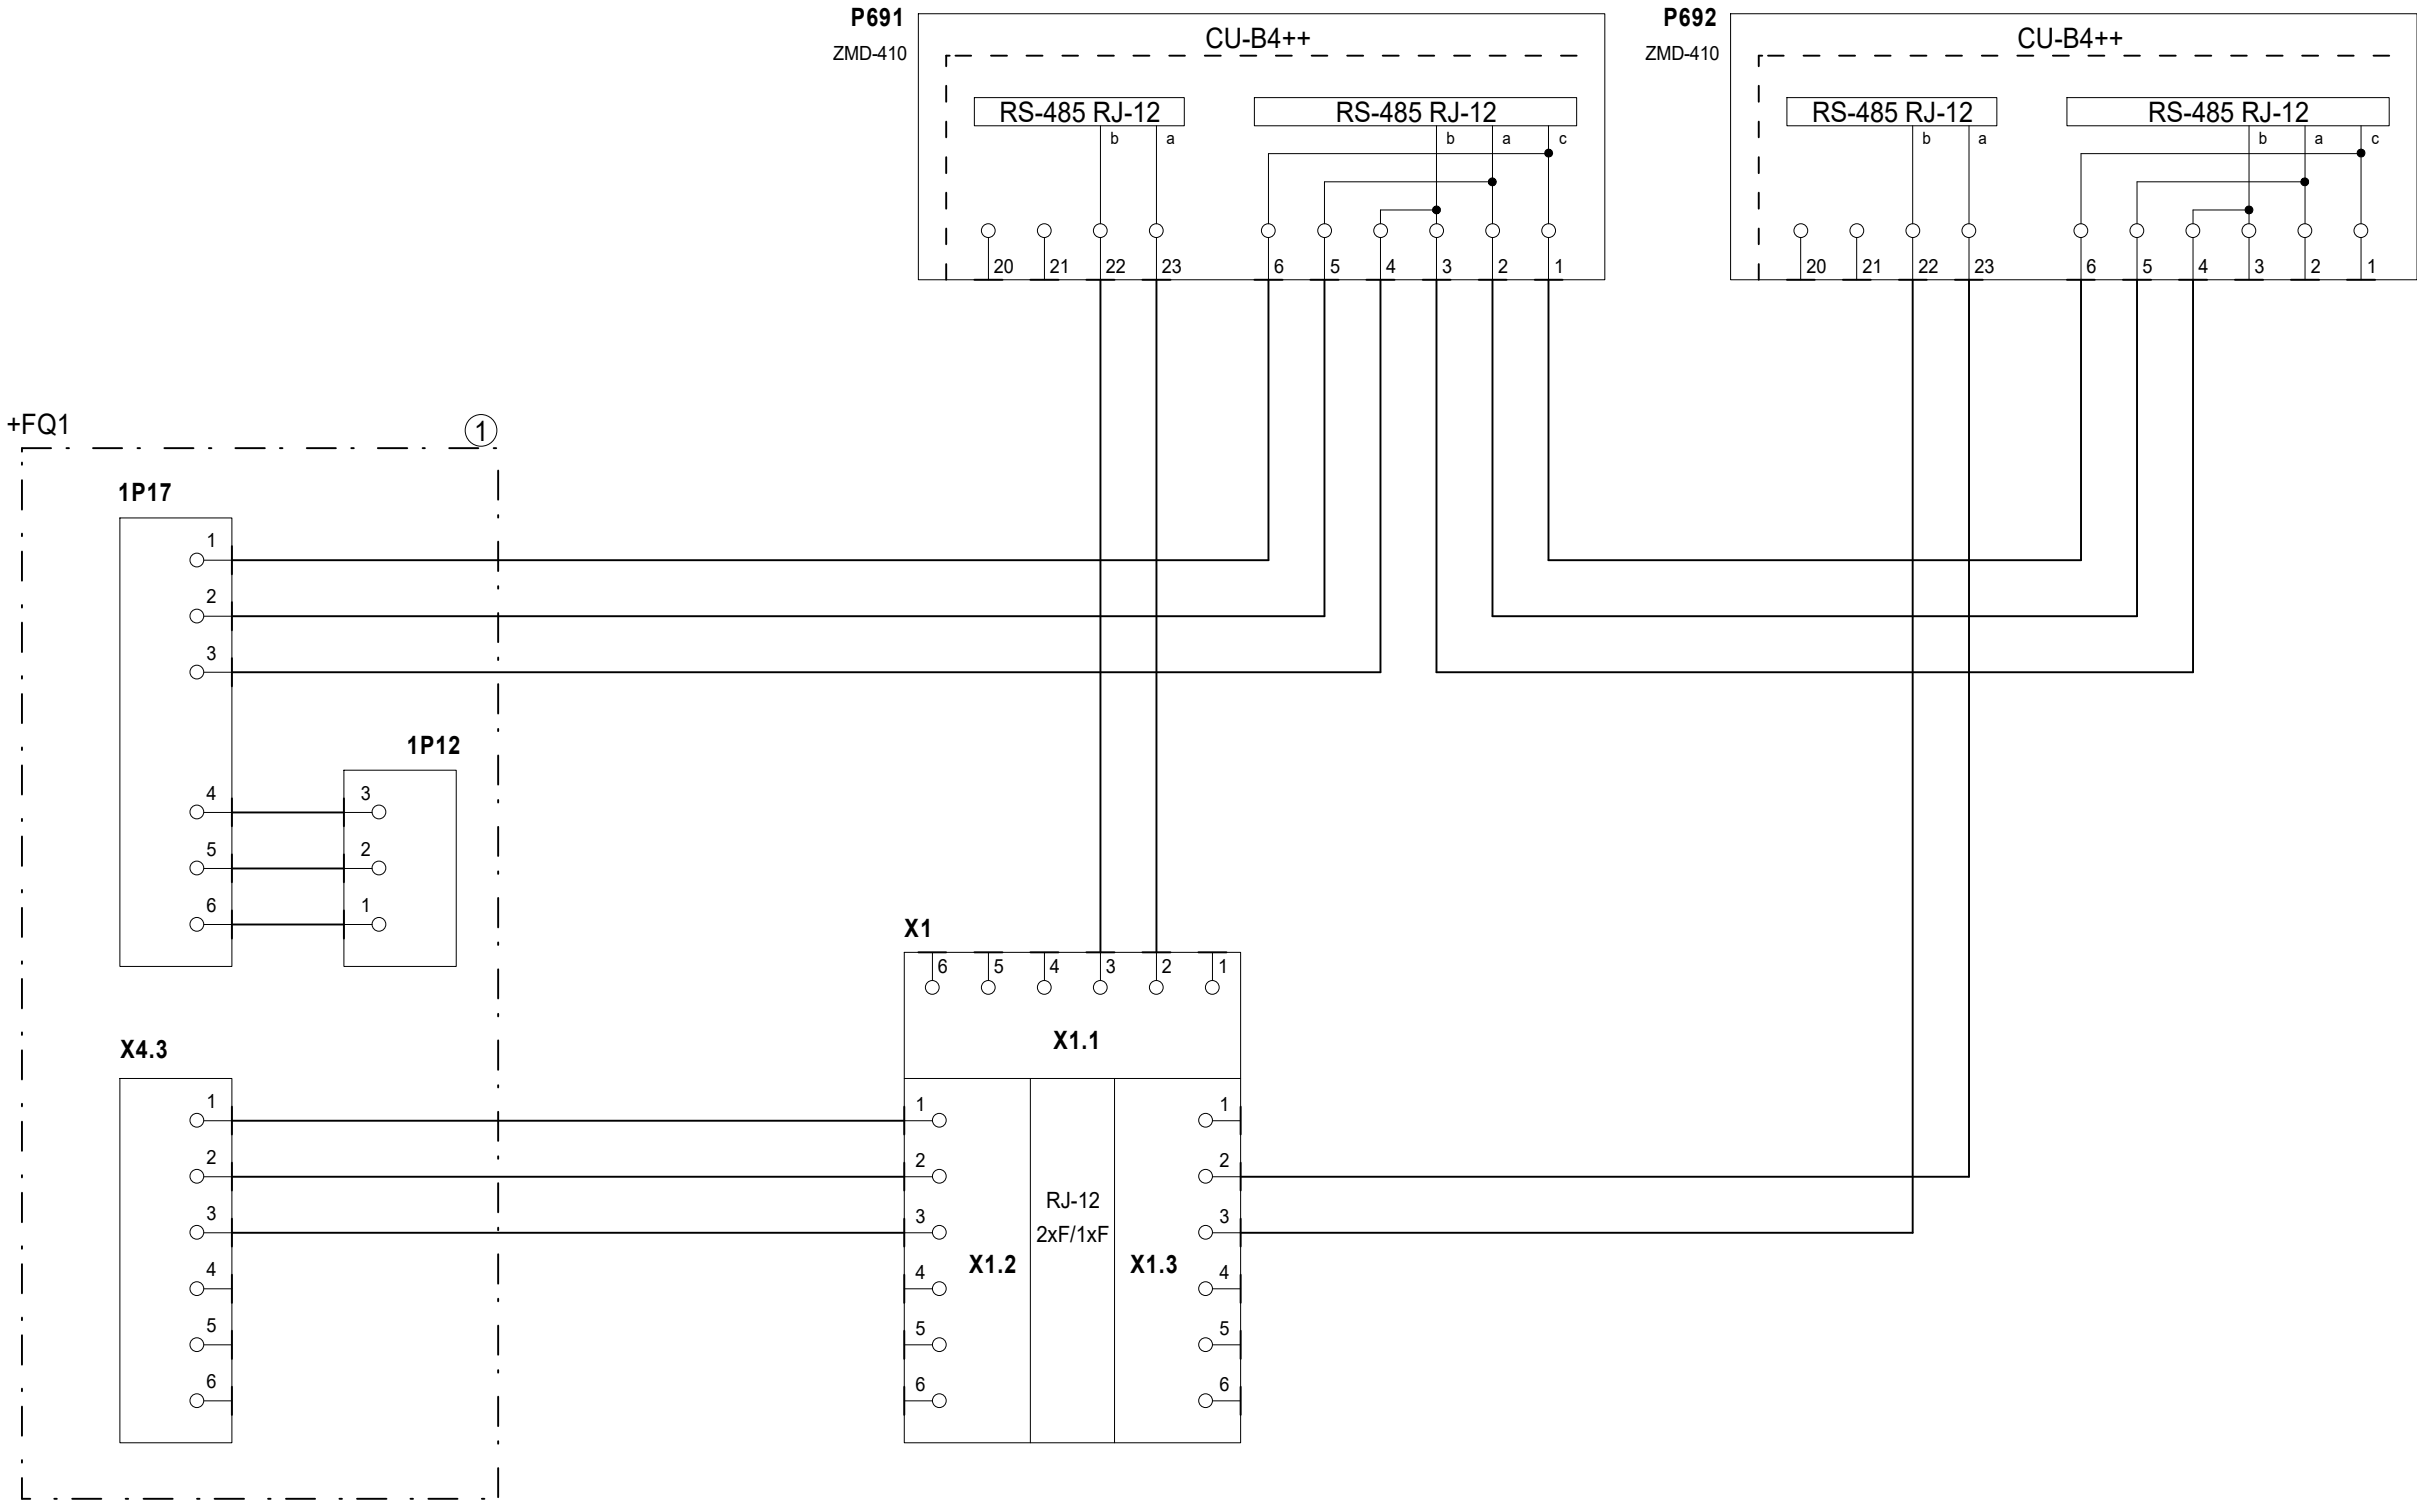 P691
ZMD-410
CU-B4++
RS-485 RJ-12
RS-485 RJ-12
b a
b a c
20 21 22 23 6 5 4 3 2 1
P692
ZMD-410
CU-B4++
RS-485 RJ-12
RS-485 RJ-12
b a
b a c
20 21 22 23 6 5 4 3 2 1
+FQ1
1
1P17
1
2
3
4
5
6
1P12
3
2
1
X4.3
1
2
3
4
5
6
X1
6 5 4 3 2 1
X1.1
1
2
3
4
5
6
X1.2
RJ-12
2xF/1xF
X1.3
1
2
3
4
5
6